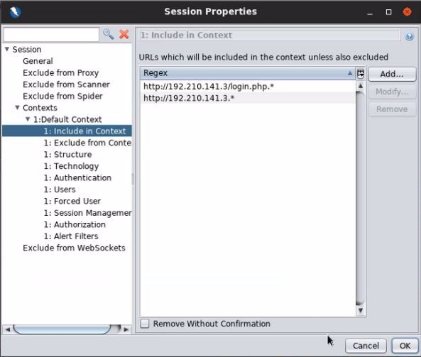 Session Properties
Session
General
Exclude from Proxy
Exclude from Scanner
Exclude from Spider
Contexts
1:Default Context
1: Include in Context
1: Exclude from Conte
1: Structure
1: Technology
1: Authentication
1: Users
1: Forced User
1: Session Managemer
1: Authorization
1: Alert Filters
Exclude from WebSockets
1: Include in Context
URLs which will be included in the context unless also excluded
Regex
http://192.210.141.3/login.php.*
http://192.210.141.3.*
Add...
Modify...
Remove
Remove Without Confirmation
Cancel
OK